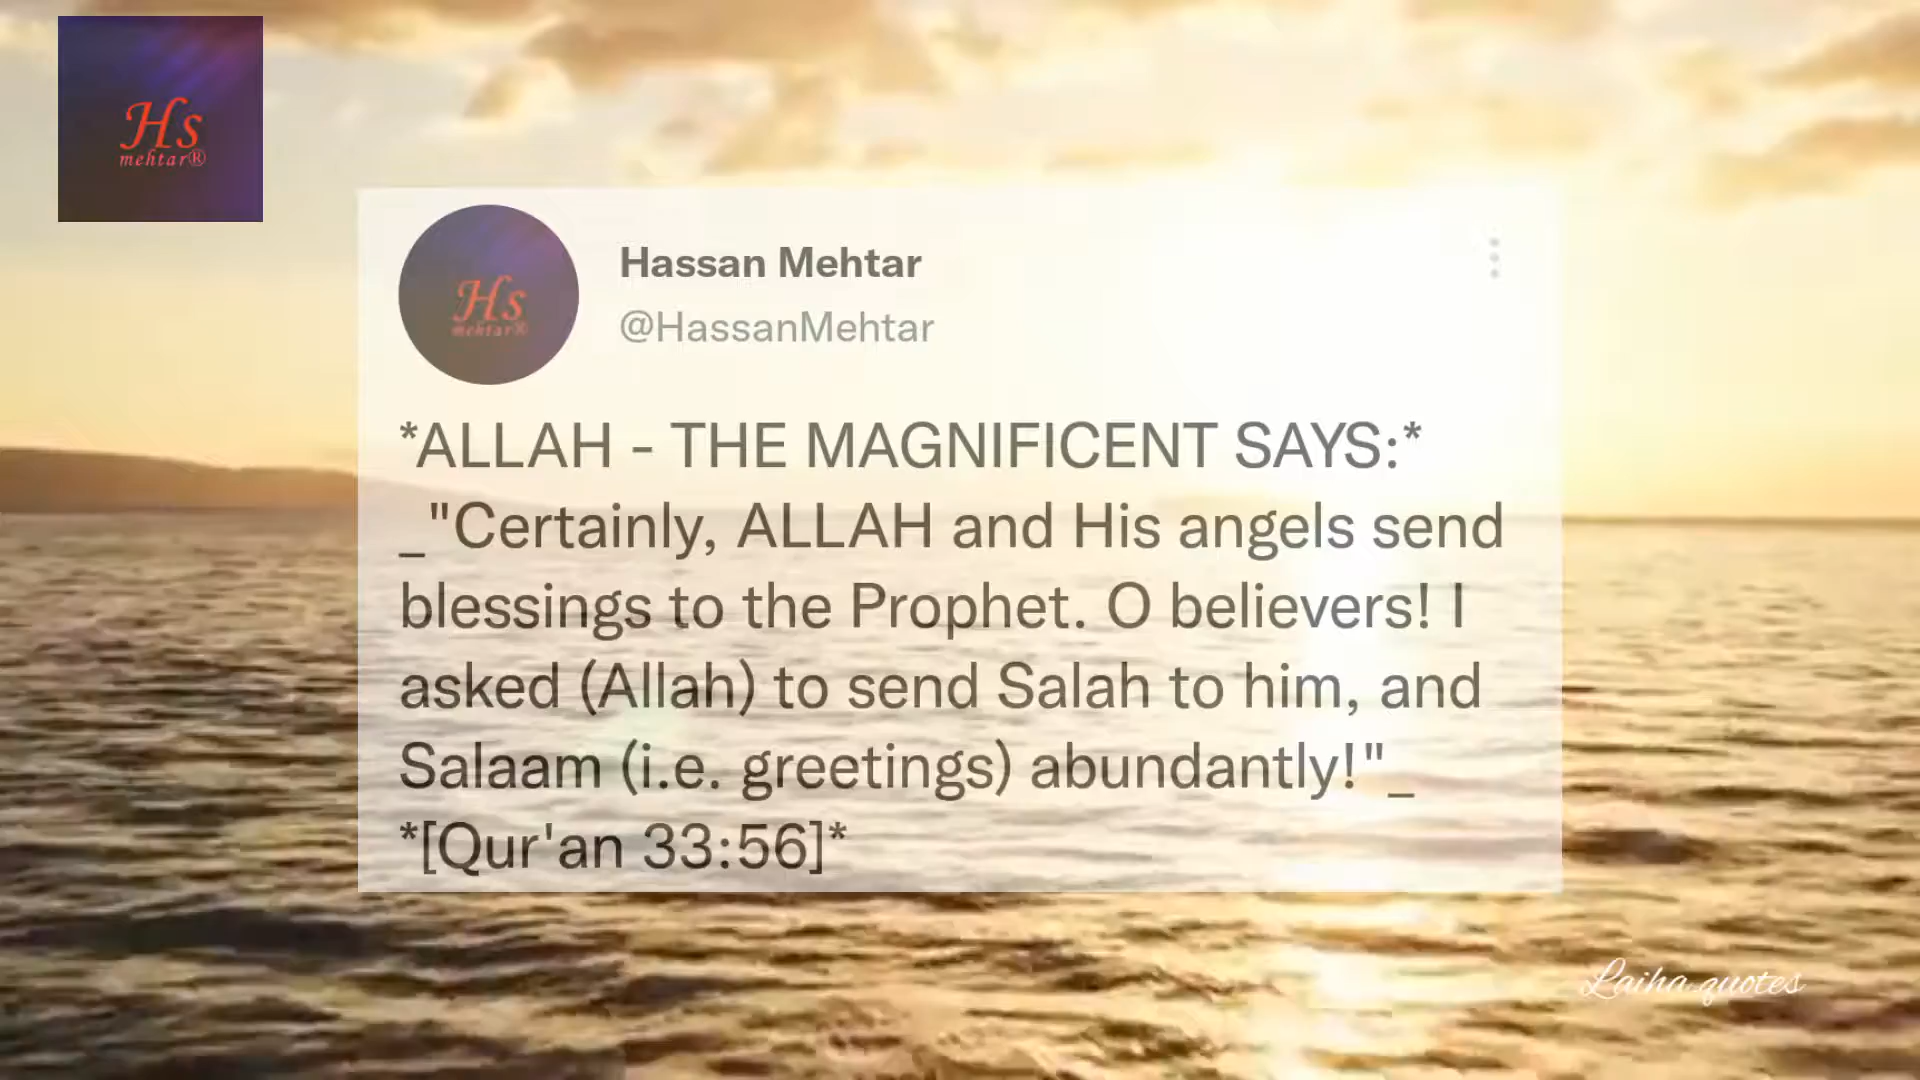 Hs
mehtar®
Hs
mehtar®
Hassan Mehtar
@HassanMehtar
*ALLAH - THE MAGNIFICENT SAYS:*
_"Certainly, ALLAH and His angels send
blessings to the Prophet. O believers! I
asked (Allah) to send Salah to him, and
Salaam (i.e. greetings) abundantly!"_
*[Qur'an 33:56]*
Laiha.quotes